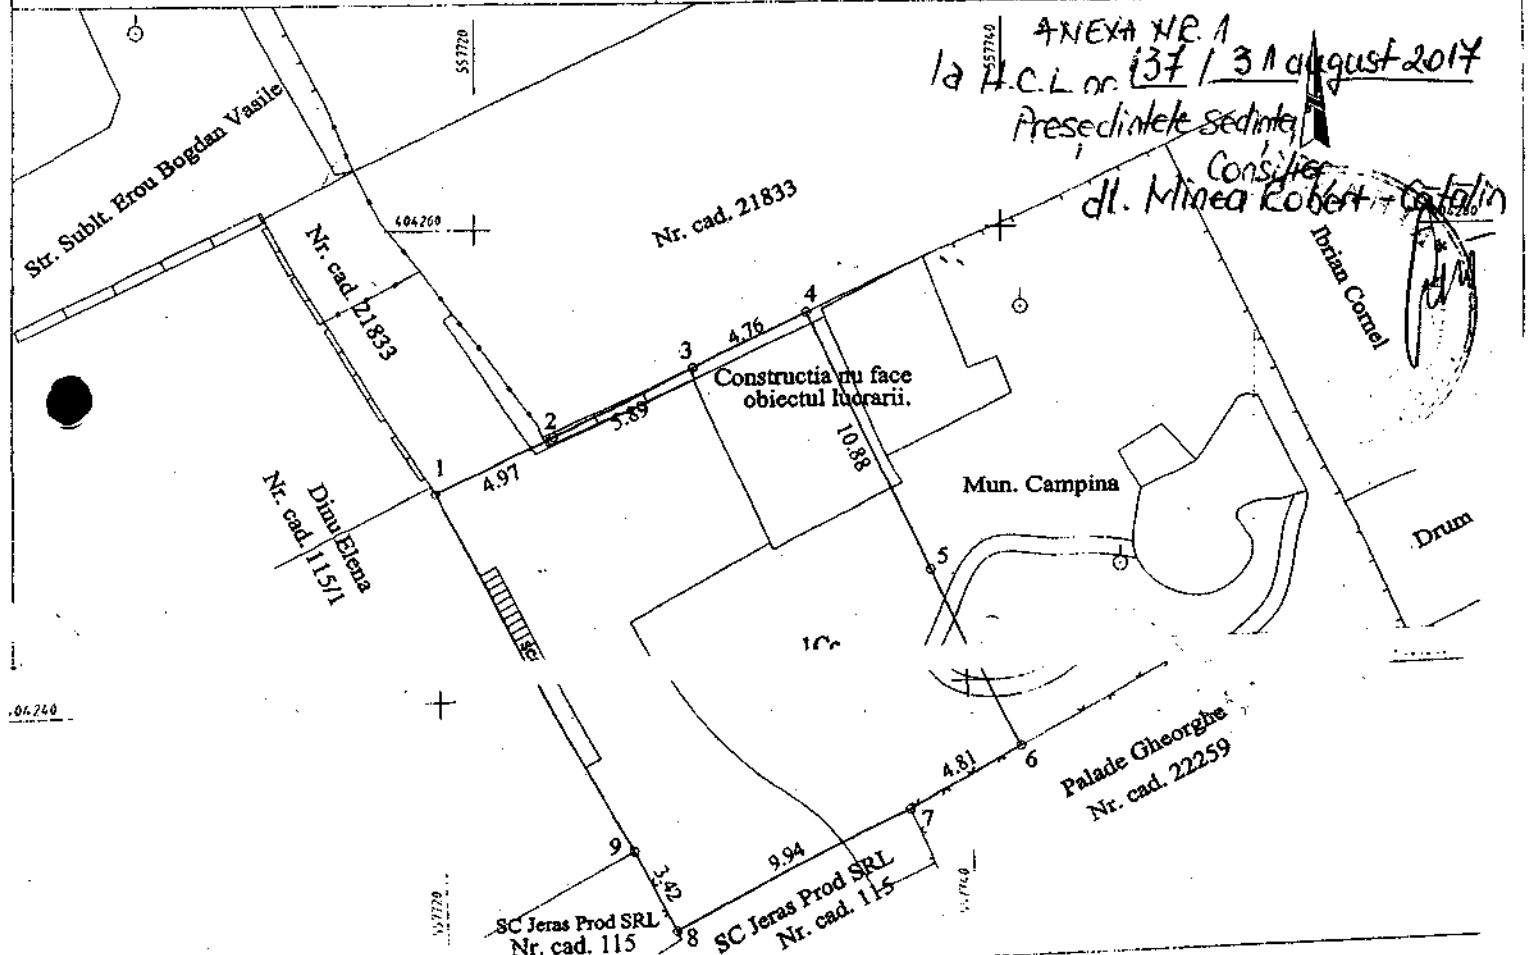 ANEXA NR. 1
la H.C.L. nr. 137 / 31 august 2017
Președintele ședinței
Consilier
dl. Minea Robert - Catalin
557720
557740
Str. Sublt. Erou Bogdan Vasile
404260
Nr. cad. 21833
Nr. cad. 21833
Ibrian Cornel
4
4.76
3
Constructia nu face
obiectul lucrarii.
5.89
2
10.88
1
4.97
Mun. Campina
Dinu Elena
Nr. cad. 115/1
Drum
5
04240
6
Palade Gheorghe
Nr. cad. 22259
4.81
7
9
9.94
3.42
SC Jeras Prod SRL
Nr. cad. 115
8
SC Jeras Prod SRL
Nr. cad. 115
557720